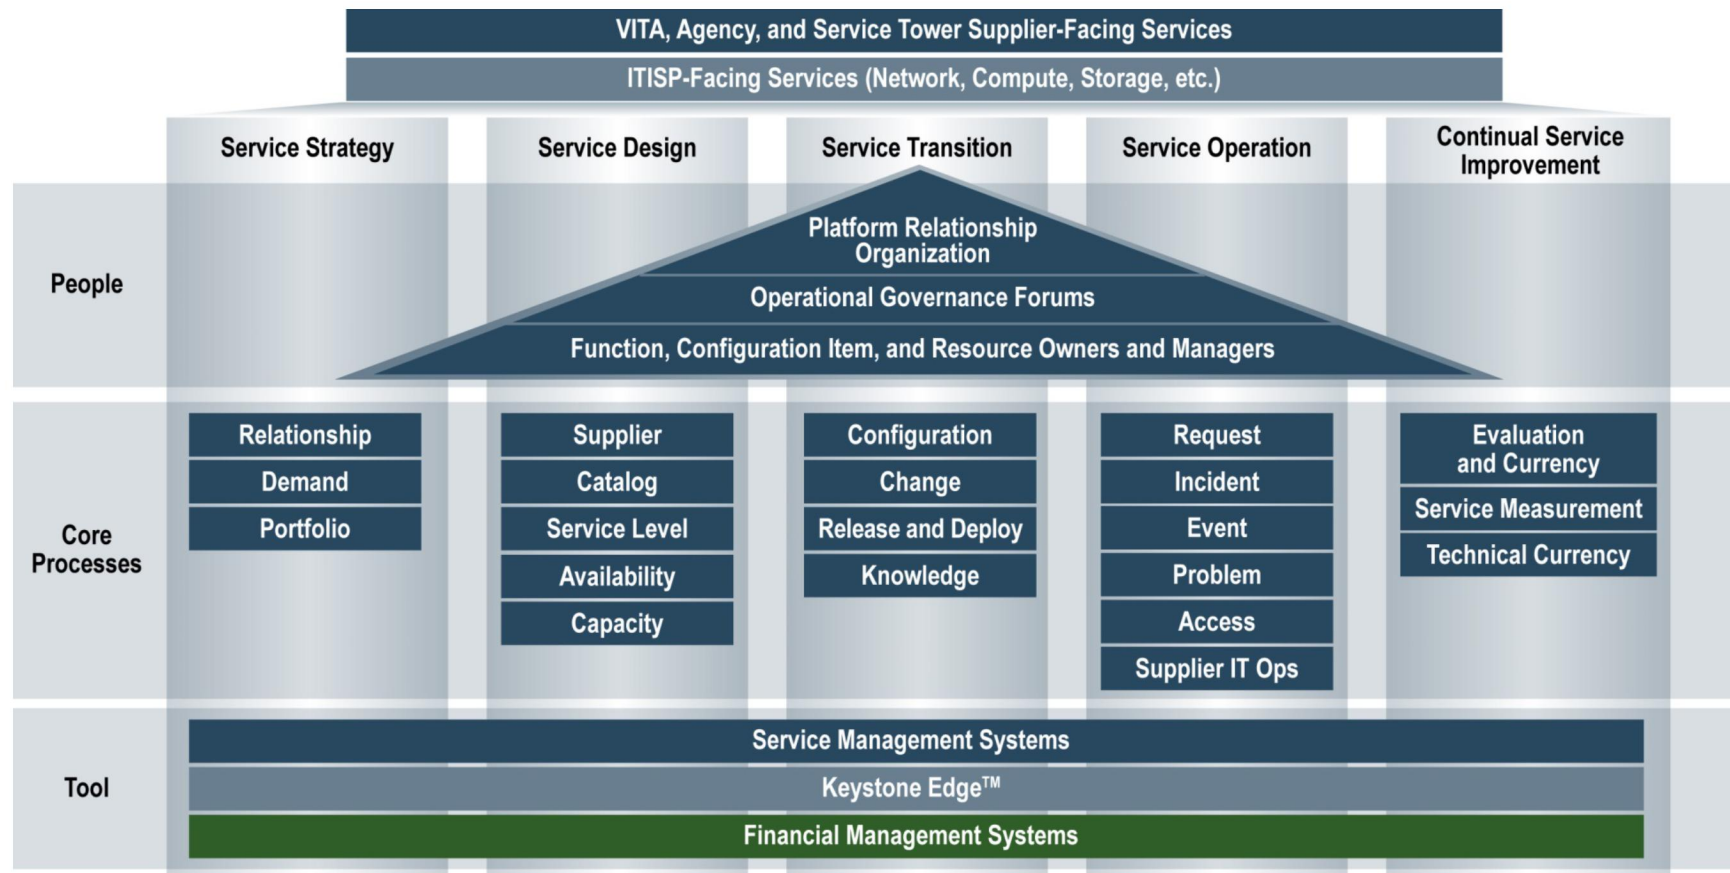 VITA, Agency, and Service Tower Supplier-Facing Services
ITISP-Facing Services (Network, Compute, Storage, etc.)
Service Strategy
Service Design
Service Transition
Service Operation
Continual Service
Improvement
People
Platform Relationship
Organization
Operational Governance Forums
Function, Configuration Item, and Resource Owners and Managers
Core
Processes
Relationship
Demand
Portfolio
Supplier
Catalog
Service Level
Availability
Capacity
Configuration
Change
Release and Deploy
Knowledge
Request
Incident
Event
Problem
Access
Supplier IT Ops
Evaluation
and Currency
Service Measurement
Technical Currency
Tool
Service Management Systems
Keystone Edge™
Financial Management Systems